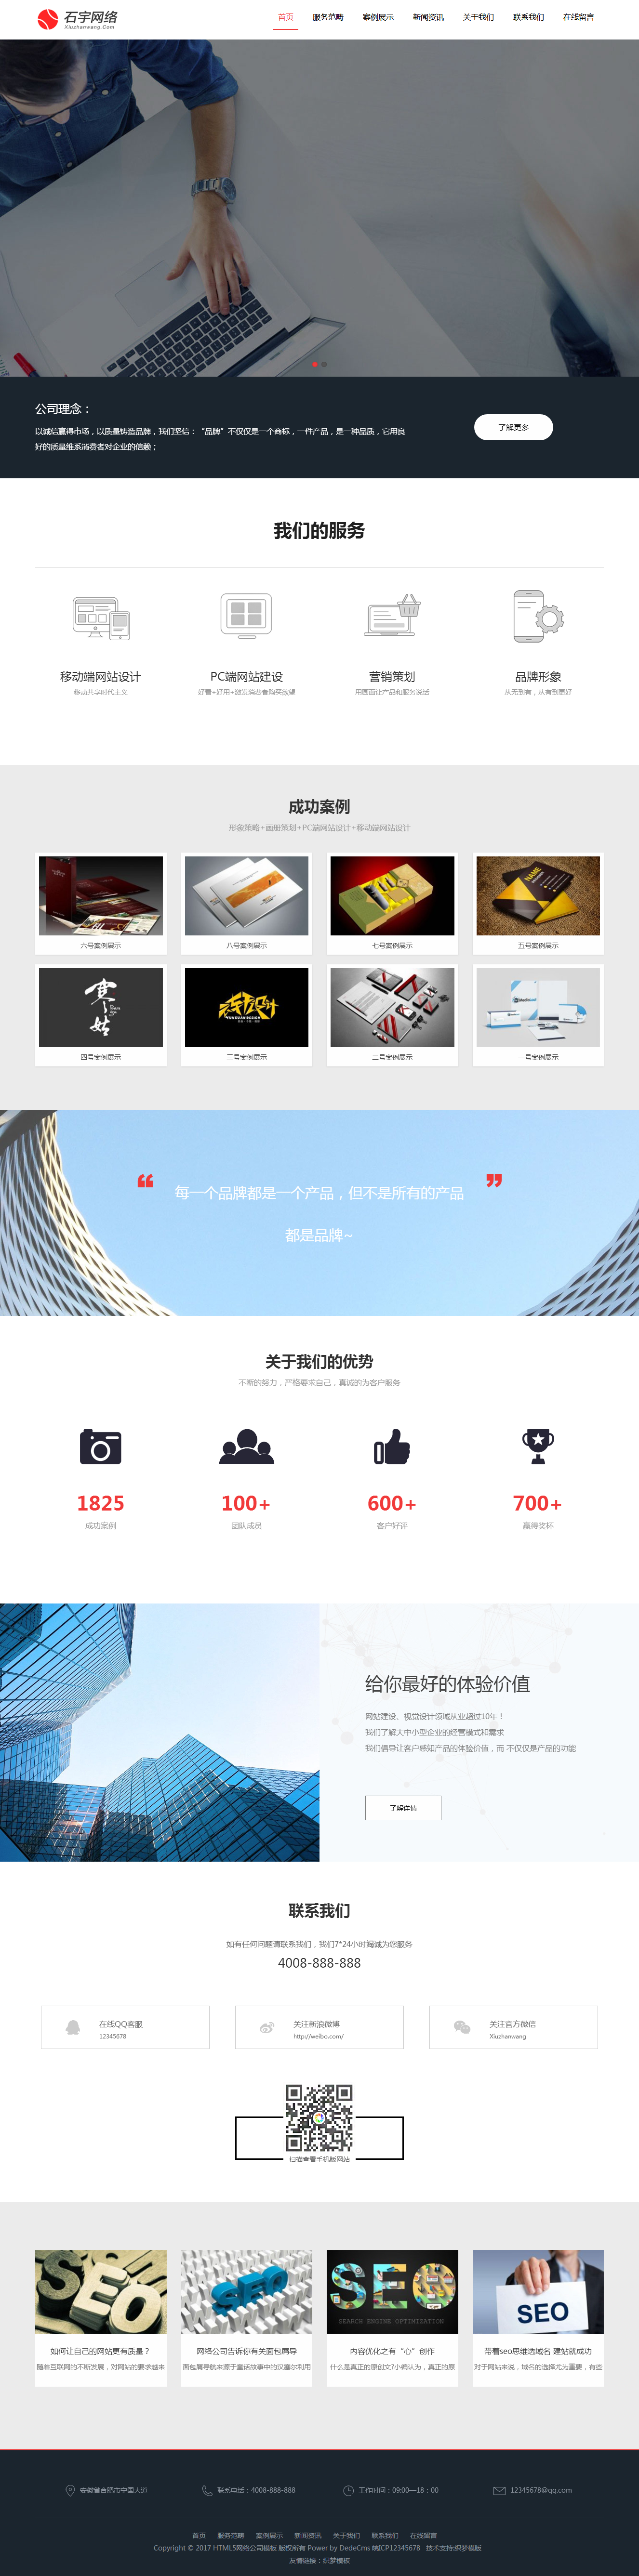 石宇网络
Xiuzhanwang.Com
首页 服务范畴 案例展示 新闻资讯 关于我们 联系我们 在线留言
公司理念：
以诚信赢得市场，以质量铸造品牌，我们坚信：“品牌”不仅仅是一个商标，一件产品，是一种品质，它用良
好的质量维系消费者对企业的信赖；
了解更多
我们的服务
移动端网站设计 PC端网站建设 营销策划 品牌形象
移动共享时代主义 好看+好用+激发消费者购买欲望 用画面让产品和服务说话 从无到有，从有到更好
成功案例
形象策略+画册策划+PC端网站设计+移动端网站设计
NAME
六号案例展示 八号案例展示 七号案例展示 五号案例展示
寒姑
四号案例展示 三号案例展示 二号案例展示 一号案例展示
“ 每一个品牌都是一个产品，但不是所有的产品 ”
都是品牌~
关于我们的优势
不断的努力，严格要求自己，真诚的为客户服务
1825 100+ 600+ 700+
成功案例 团队成员 客户好评 赢得奖杯
给你最好的体验价值
网站建设、视觉设计领域从业超过10年！
我们了解大中小型企业的经营模式和需求
我们倡导让客户感知产品的体验价值，而 不仅仅是产品的功能
了解详情
联系我们
如有任何问题请联系我们，我们7*24小时竭诚为您服务
4008-888-888
在线QQ客服 关注新浪微博 关注官方微信
12345678 http://weibo.com/ Xiuzhanwang
扫描查看手机版网站
SEO SEO SEO SEO
SEARCH ENGINE OPTIMIZATION
如何让自己的网站更有质量？ 网络公司告诉你有关面包屑导 内容优化之有“心”创作 带着seo思维选域名 建站就成功
随着互联网的不断发展，对网站的要求越来 面包屑导航来源于童话故事中的汉塞尔利用 什么是真正的原创文?小编认为，真正的原 对于网站来说，域名的选择尤为重要，有些
安徽省合肥市宁国大道 联系电话：4008-888-888 工作时间：09:00—18：00 12345678@qq.com
首页 服务范畴 案例展示 新闻资讯 关于我们 联系我们 在线留言
Copyright © 2017 HTML5网络公司模板 版权所有 Power by DedeCms 皖ICP12345678 技术支持:织梦模版
友情链接：织梦模板